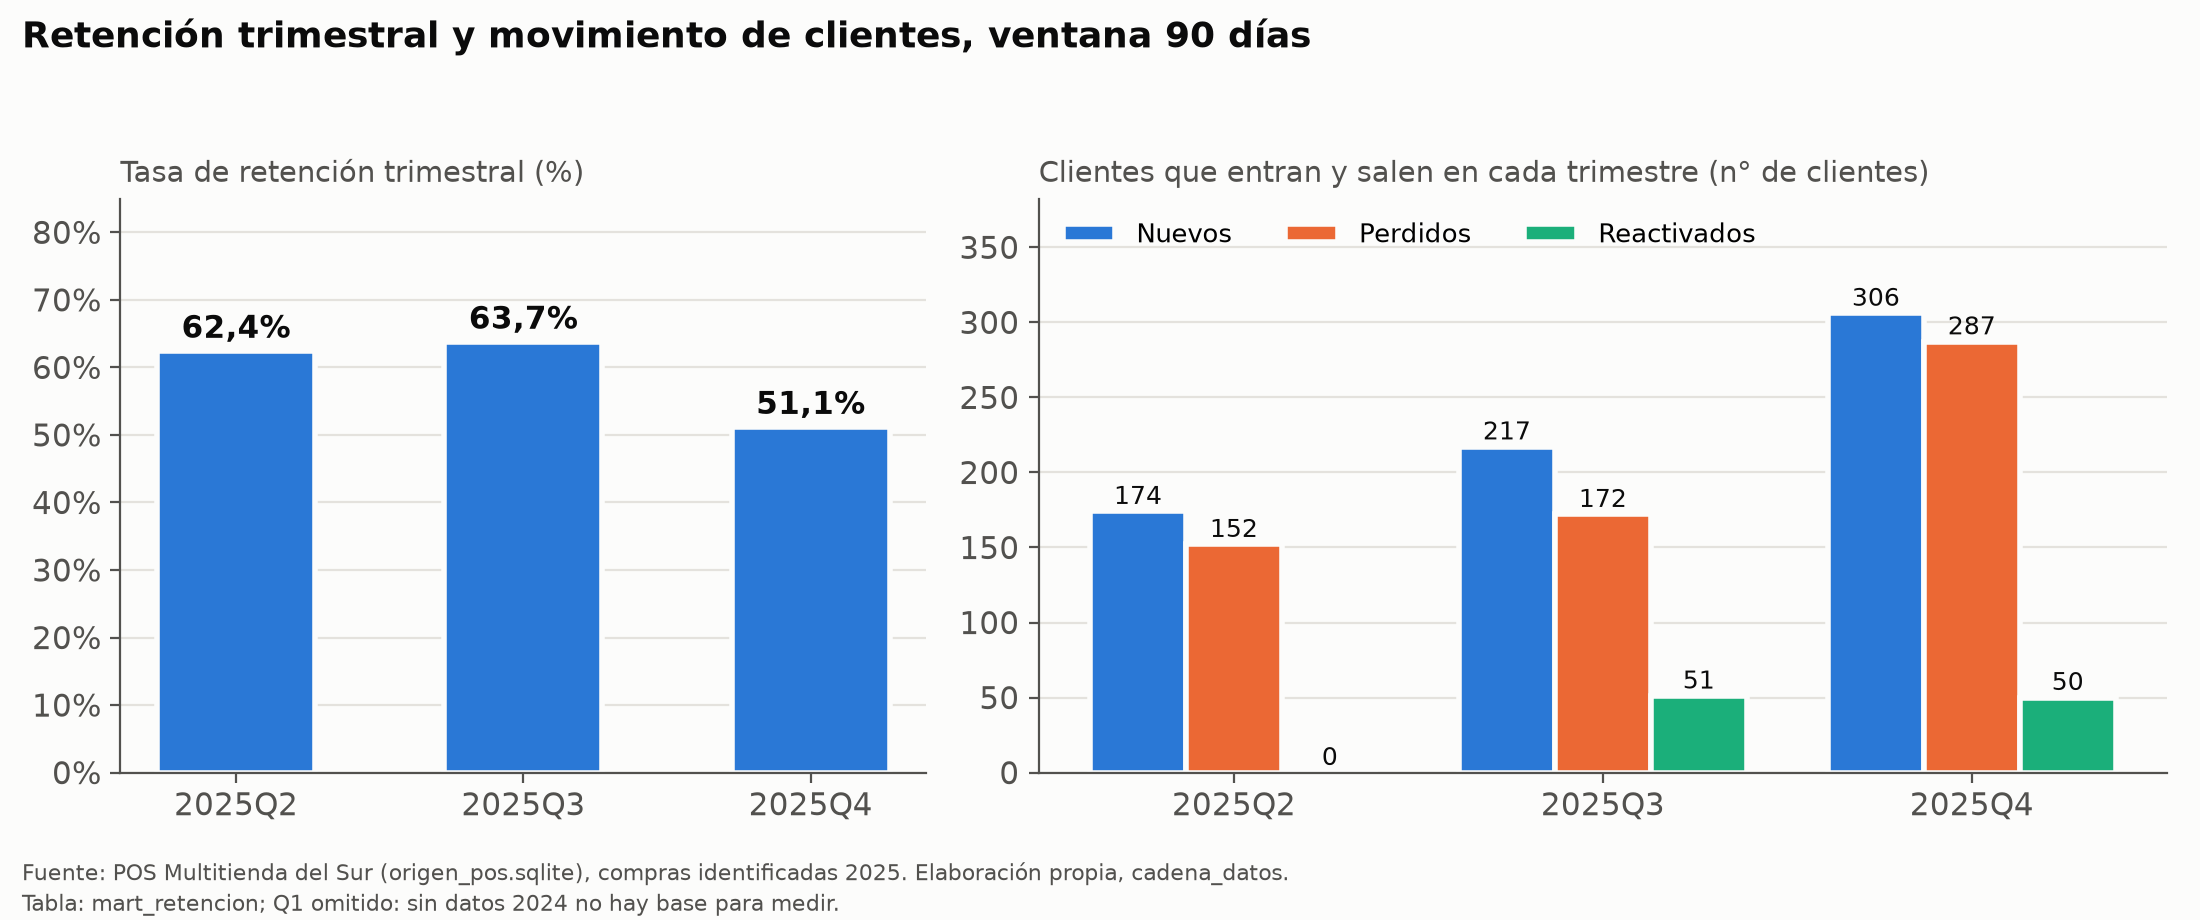 Retención trimestral y movimiento de clientes, ventana 90 días
Tasa de retención trimestral (%)
80%
70%
60%
50%
40%
30%
20%
10%
0%
62,4%
63,7%
51,1%
2025Q2
2025Q3
2025Q4
Clientes que entran y salen en cada trimestre (n° de clientes)
Nuevos
Perdidos
Reactivados
350
300
250
200
150
100
50
0
174
152
0
217
172
51
306
287
50
2025Q2
2025Q3
2025Q4
Fuente: POS Multitienda del Sur (origen_pos.sqlite), compras identificadas 2025. Elaboración propia, cadena_datos.
Tabla: mart_retencion; Q1 omitido: sin datos 2024 no hay base para medir.